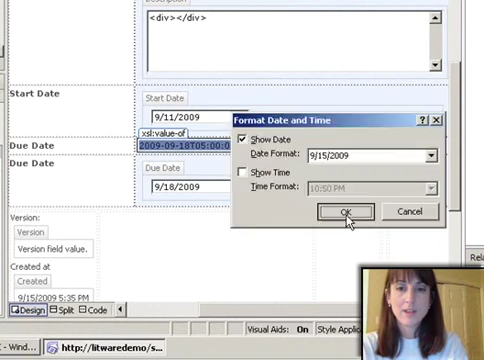 Description
<div></div>
Start Date
Start Date
9/11/2009
xsl:value-of
Due Date
2009-09-18T05:00:0
Due Date
Due Date
9/18/2009
Format Date and Time
Show Date
Date Format:
9/15/2009
Show Time
Time Format:
10:50 PM
OK
Cancel
Version:
Version
Version field value.
Created at
Created
9/15/2009 5:35 PM
Rela
Design
Split
Code
Visual Aids: On
Style Applic
- Wind...
http://litwaredemo/s...